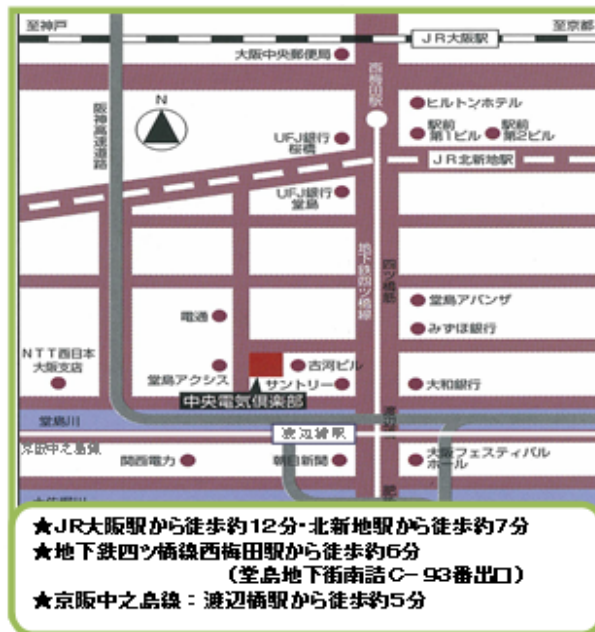 至神戸
至京都
JR大阪駅
大阪中央郵便局
西梅田駅
阪神高速道路
N
ヒルトンホテル
UFJ銀行
桜橋
駅前
第1ビル
駅前
第2ビル
JR北新地駅
UFJ銀行
堂島
地下鉄四ツ橋線
四ツ橋筋
堂島アバンザ
電通
みずほ銀行
NTT西日本
大阪支店
堂島アクシス
古河ビル
サントリー
大和銀行
中央電気倶楽部
堂島川
渡辺橋駅
京阪中之島線
関西電力
朝日新聞
大阪フェスティバル
ホール
★JR大阪駅から徒歩約12分・北新地駅から徒歩約7分
★地下鉄四ツ橋線西梅田駅から徒歩約6分
(堂島地下街南詰C-93番出口)
★京阪中之島線:渡辺橋駅から徒歩約5分